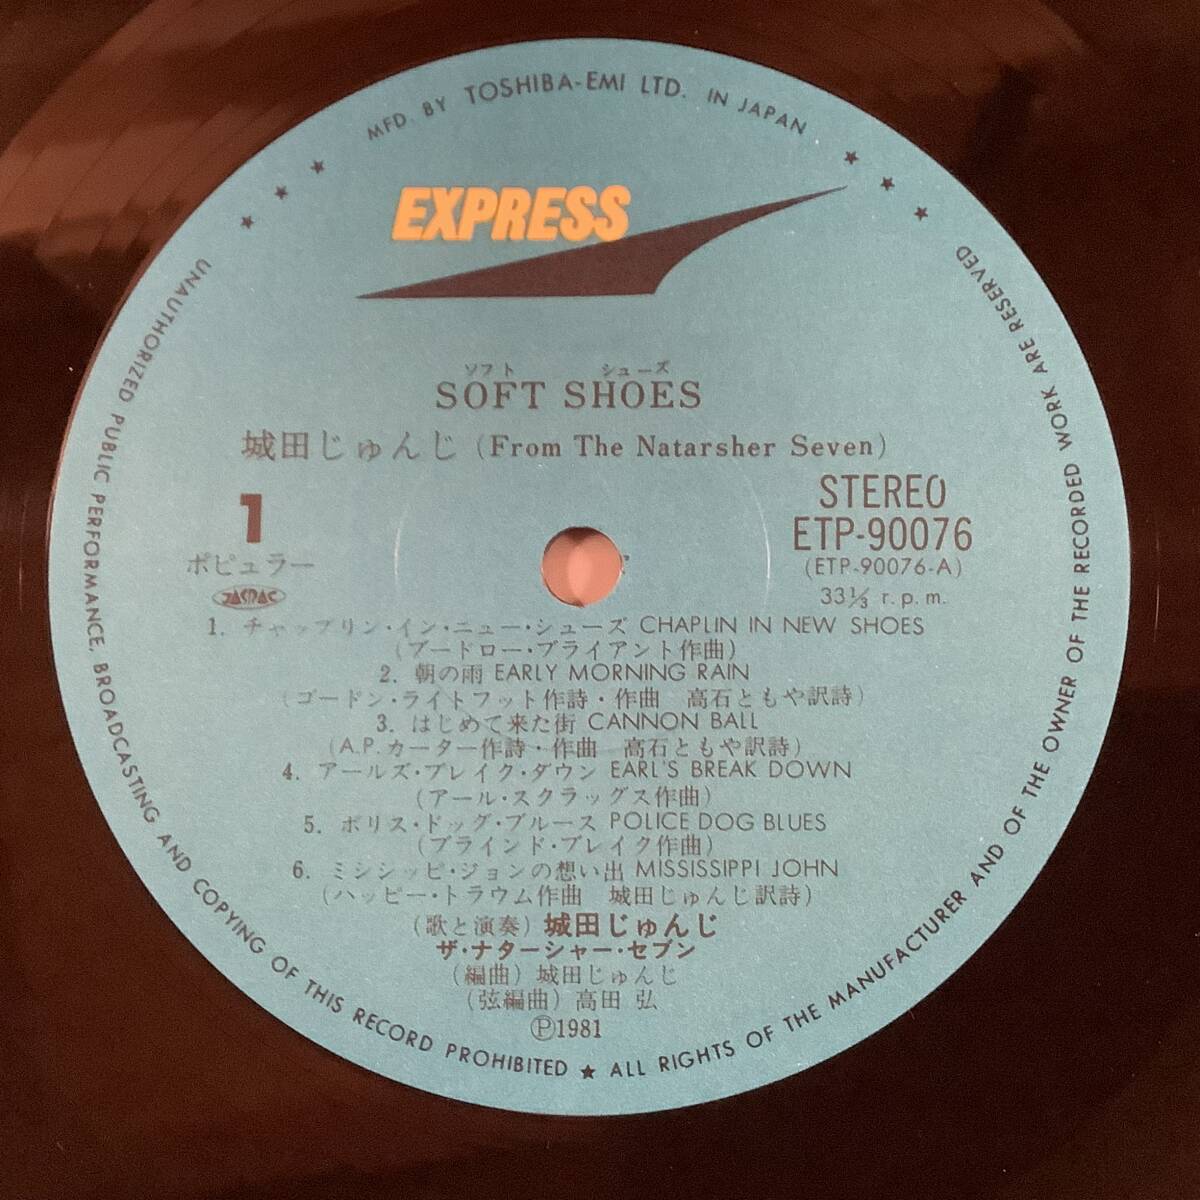 MFD. BY TOSHIBA-EMI LTD. IN JAPAN
EXPRESS
ソフト シューズ
SOFT SHOES
城田じゅんじ (From The Natarsher Seven)
1
ポピュラー
JASRAC
STEREO
ETP-90076
(ETP-90076-A)
33⅓ r.p.m.
1. チャップリン・イン・ニュー・シューズ CHAPLIN IN NEW SHOES
(ブードロー・ブライアント作曲)
2. 朝の雨 EARLY MORNING RAIN
(ゴードン・ライトフット作詩・作曲 高石ともや訳詩)
3. はじめて来た街 CANNON BALL
(A.P.カーター作詩・作曲 高石ともや訳詩)
4. アールズ・ブレイク・ダウン EARL'S BREAK DOWN
(アール・スクラッグス作曲)
5. ポリス・ドッグ・ブルース POLICE DOG BLUES
(ブラインド・ブレイク作曲)
6. ミシシッピ・ジョンの想い出 MISSISSIPPI JOHN
(ハッピー・トラウム作曲 城田じゅんじ訳詩)
(歌と演奏) 城田じゅんじ
ザ・ナターシャー・セブン
(編曲) 城田じゅんじ
(弦編曲) 高田 弘
Ⓟ1981
UNAUTHORIZED PUBLIC PERFORMANCE, BROADCASTING AND COPYING OF THIS RECORD PROHIBITED ★ ALL RIGHTS OF THE MANUFACTURER AND OF THE OWNER OF THE RECORDED WORK ARE RESERVED